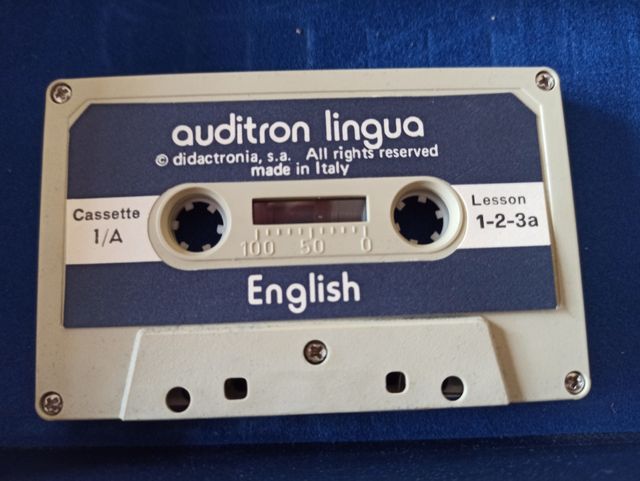 auditron lingua
© didactronia, s.a. All rights reserved
made in Italy
Cassette
1/A
Lesson
1-2-3a
100 50 0
English